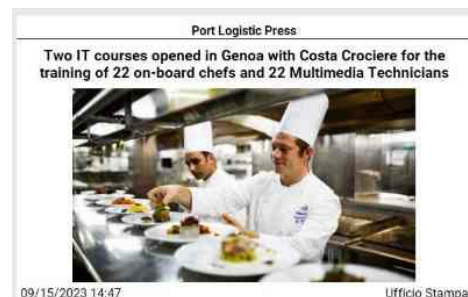 Port Logistic Press
Two IT courses opened in Genoa with Costa Crociere for the
training of 22 on-board chefs and 22 Multimedia Technicians
09/15/2023 14:47
Ufficio Stampa